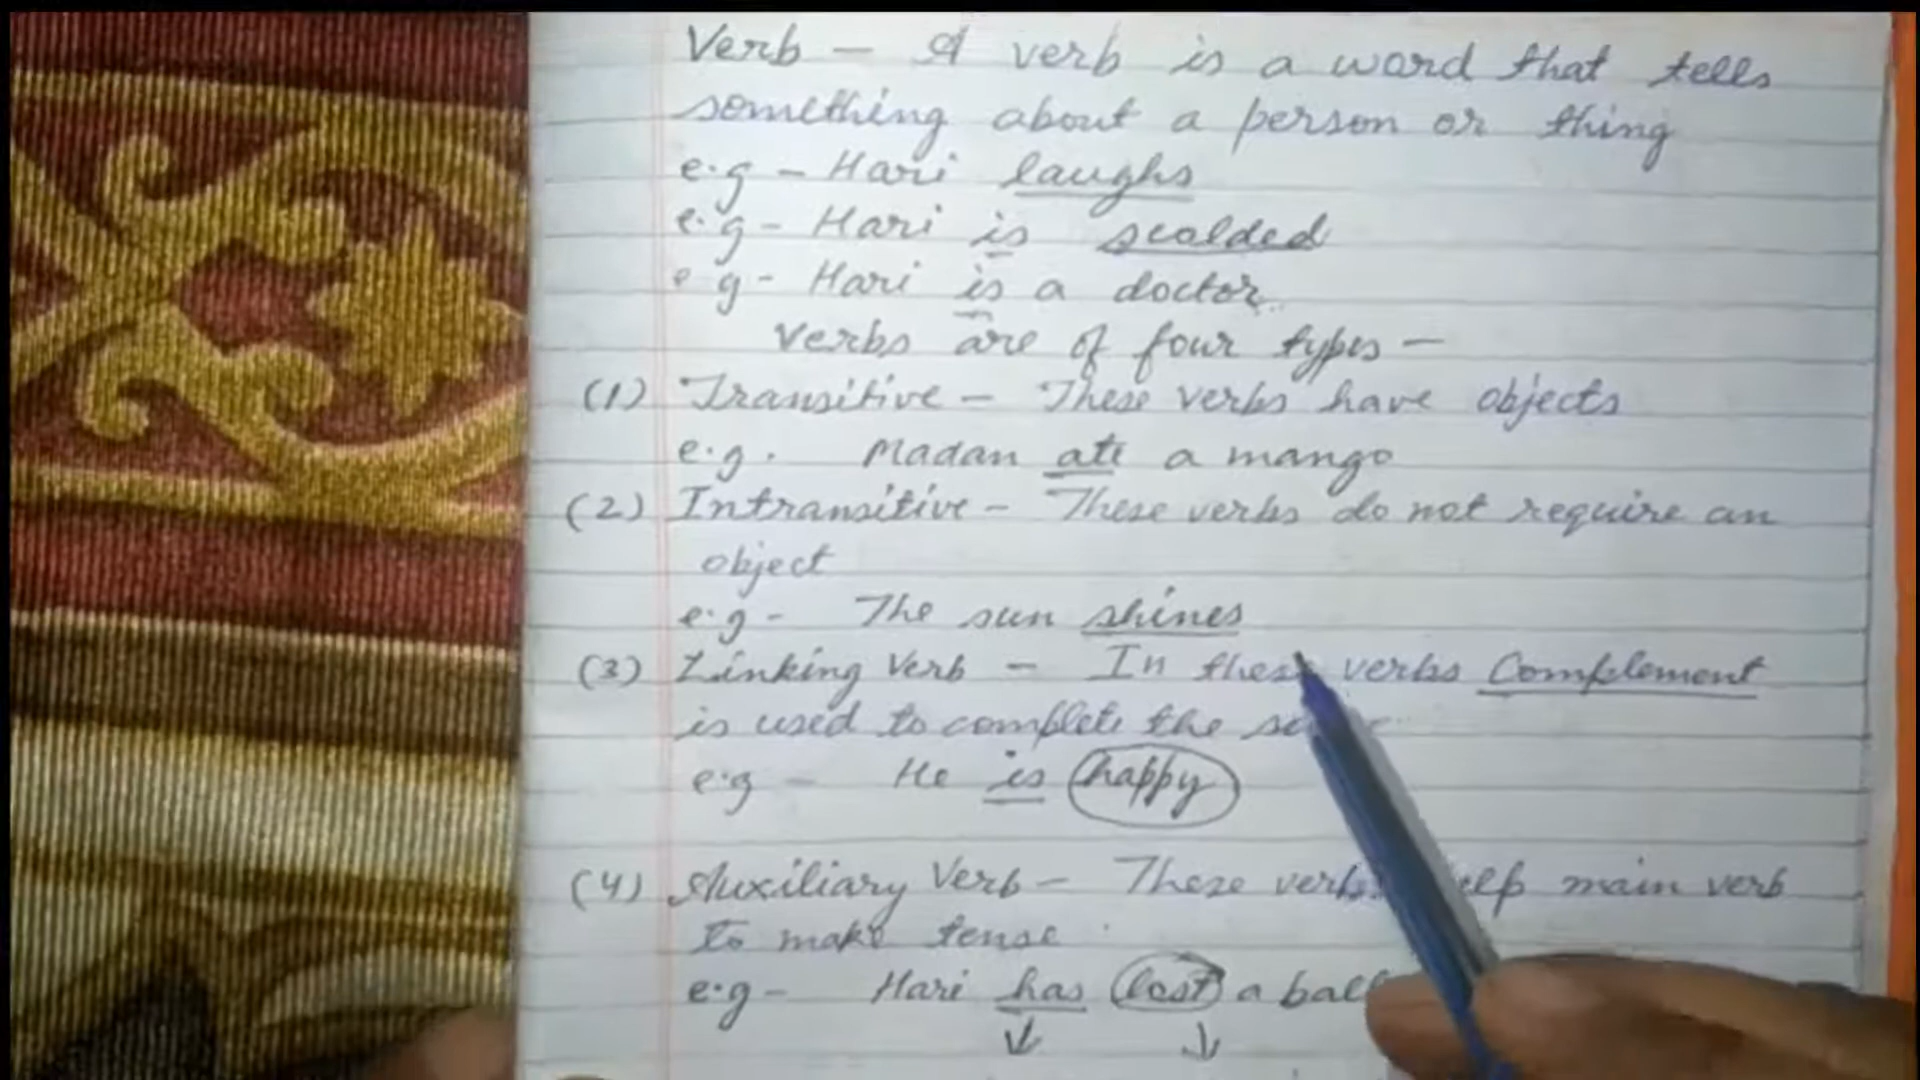 Verb - A verb is a word that tells
something about a person or thing
e.g - Hari laughs
e.g - Hari is scolded
e.g - Hari is a doctor
Verbs are of four types -
(1) Transitive - These verbs have objects
e.g. Madan ate a mango
(2) Intransitive - These verbs do not require an
object
e.g - The sun shines
(3) Linking Verb - In these verbs Complement
is used to complete the
e.g - He is happy
(4) Auxiliary Verb - These verbs help main verb
to make tense
e.g - Hari has lost a ball